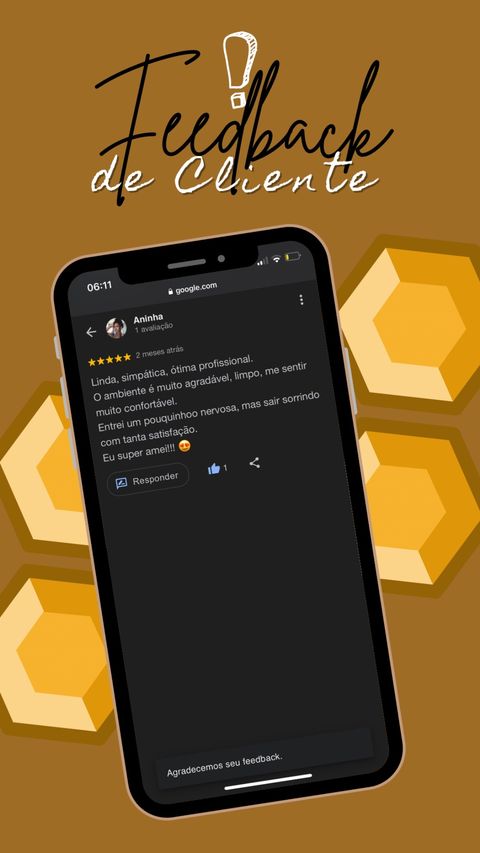 Feedback
de Cliente
06:11
google.com
Aninha
1 avaliação
2 meses atrás
Linda, simpática, ótima profissional.
O ambiente é muito agradável, limpo, me sentir
muito confortável.
Entrei um pouquinhoo nervosa, mas sair sorrindo
com tanta satisfação.
Eu super amei!!! 😍
Responder
1
Agradecemos seu feedback.